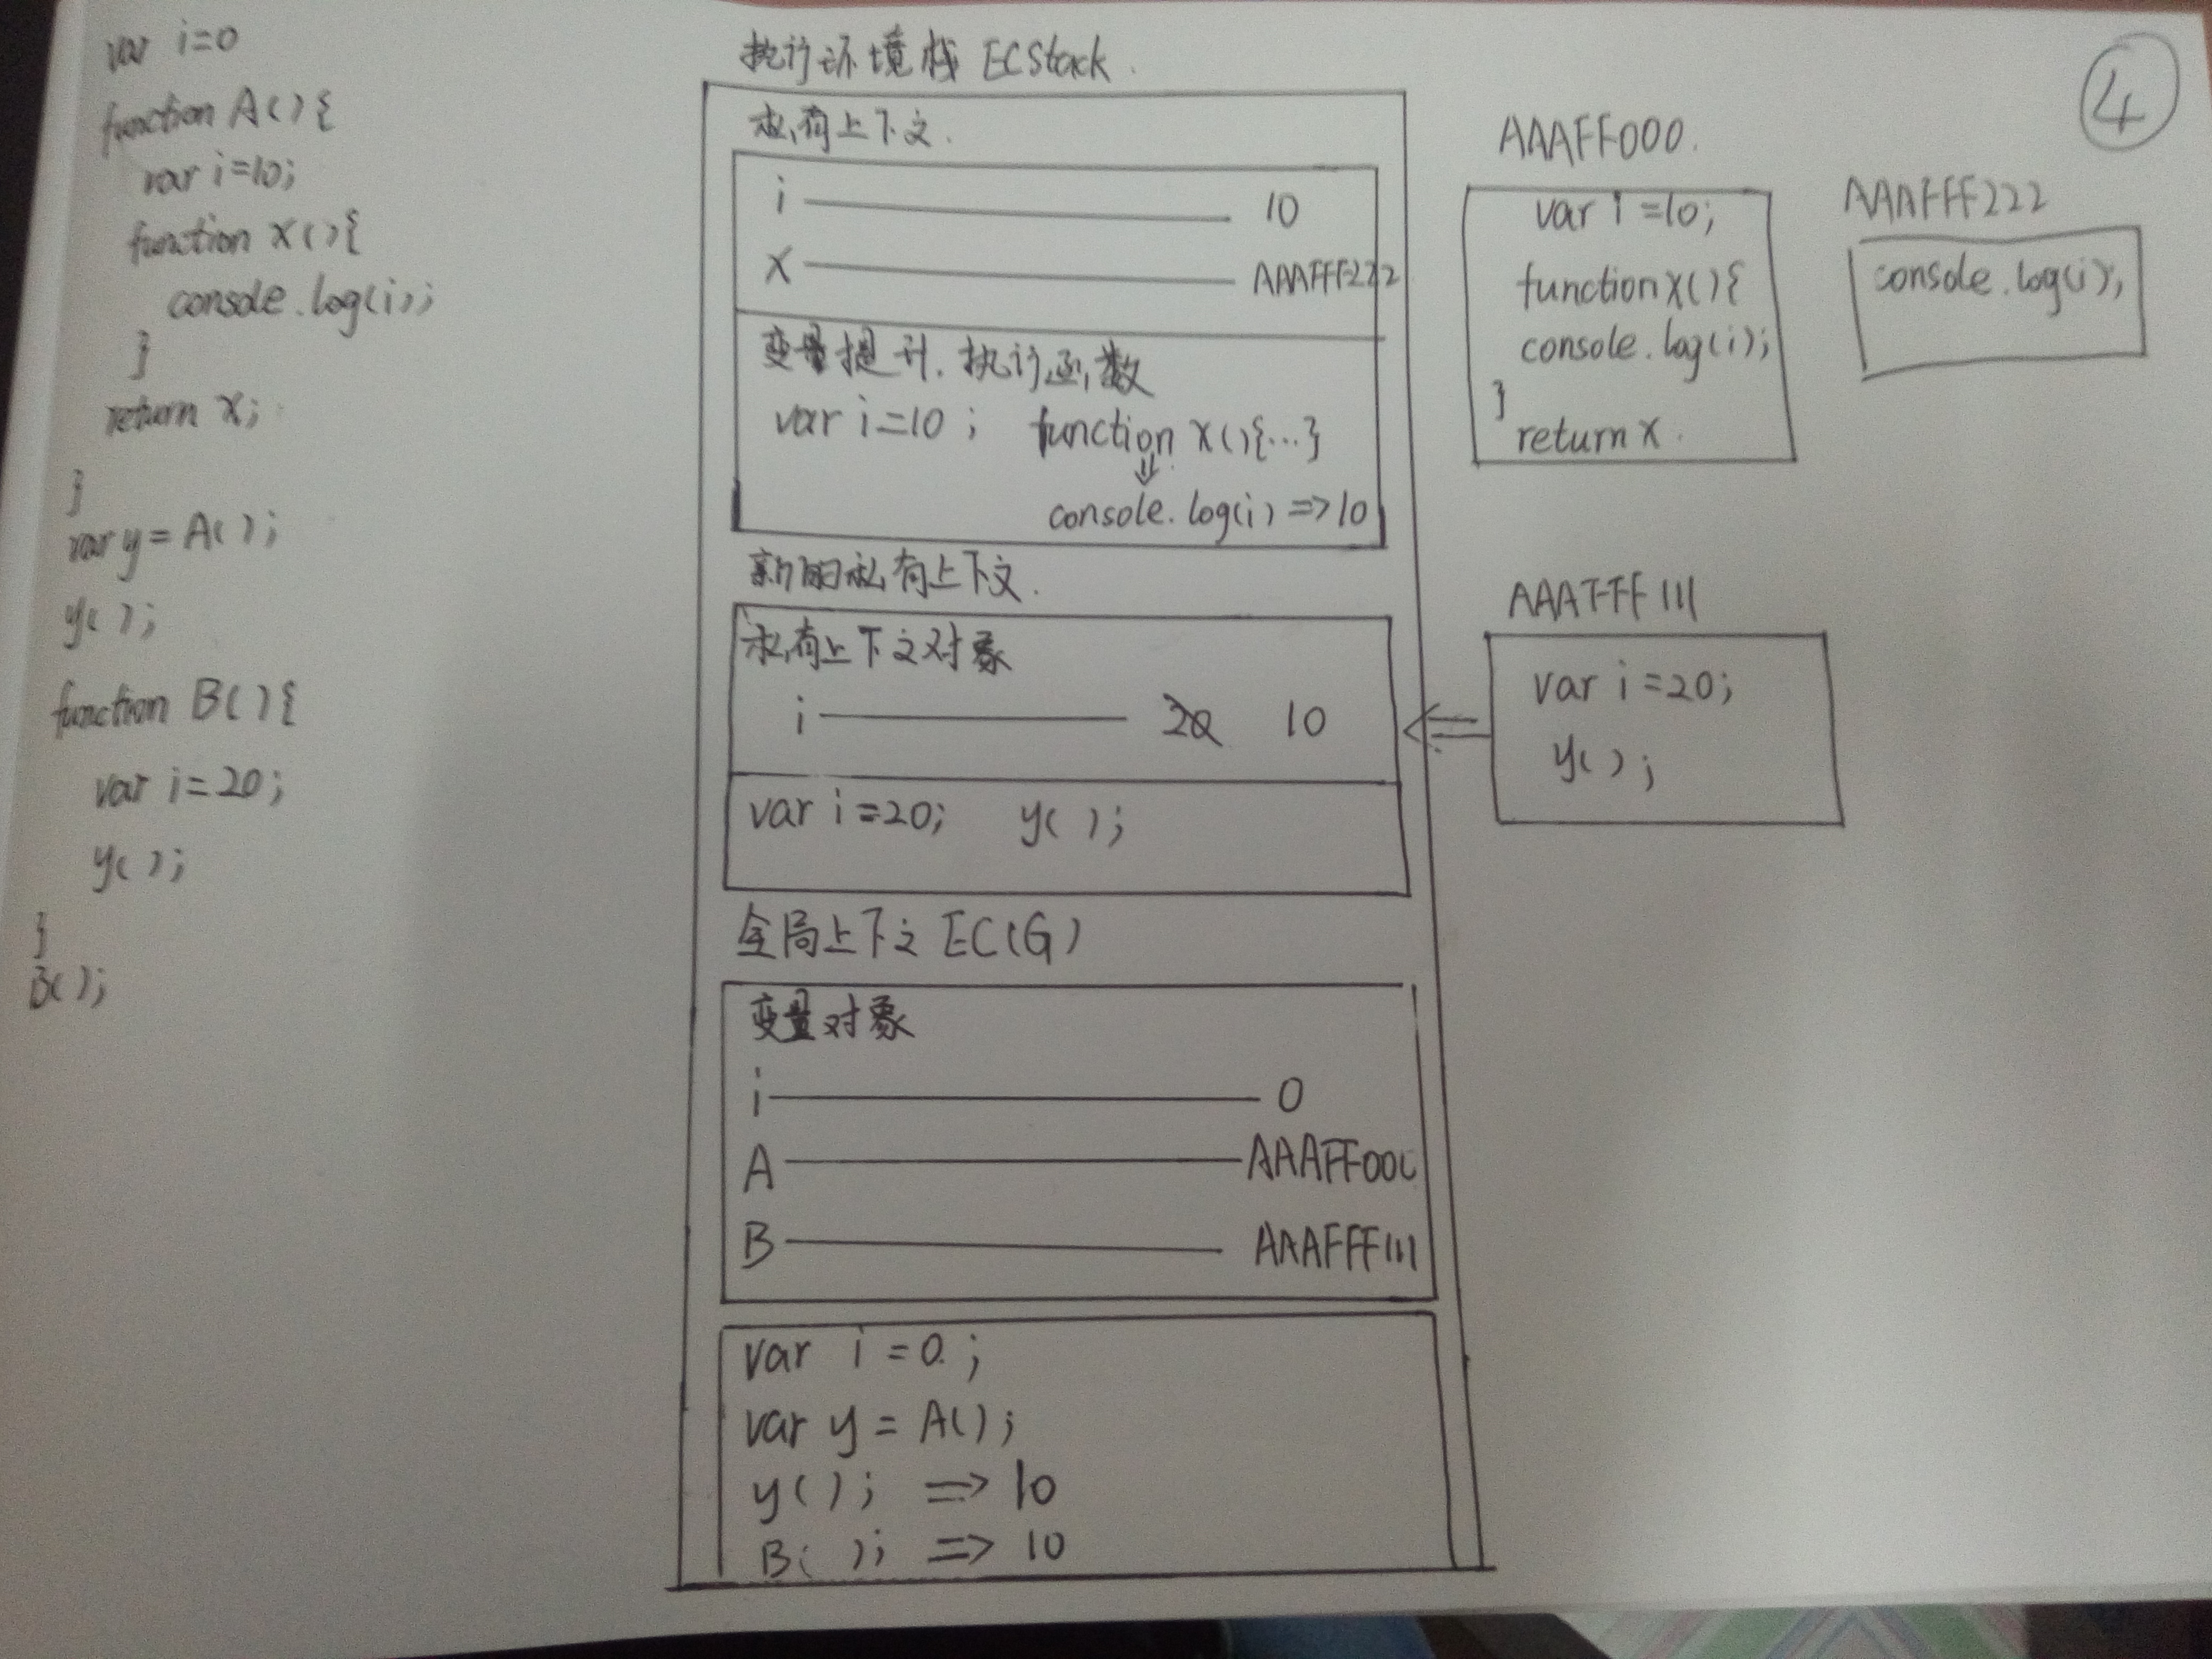 var i=0
function A(){
var i=10;
function x(){
console.log(i);
}
return x;
}
var y = A();
y();
function B(){
var i=20;
y();
}
B();
执行环境栈 ECStack.
私有上下文.
i —— 10
x —— AAAFFF222
变量提升. 执行函数
var i=10; function x(){...}
⇓
console.log(i) => 10
新的私有上下文.
私有上下文对象
i —— 20 10
var i=20; y();
全局上下文 EC(G)
变量对象
i —— 0
A —— AAAFF000
B —— AAAFFF111
var i = 0;
var y = A();
y(); => 10
B(); => 10
AAAFF000.
var i=10;
function x(){
console.log(i);
}
return x.
AAAFFF222
console.log(i);
AAAFFF111
var i=20;
y();
⇐
4